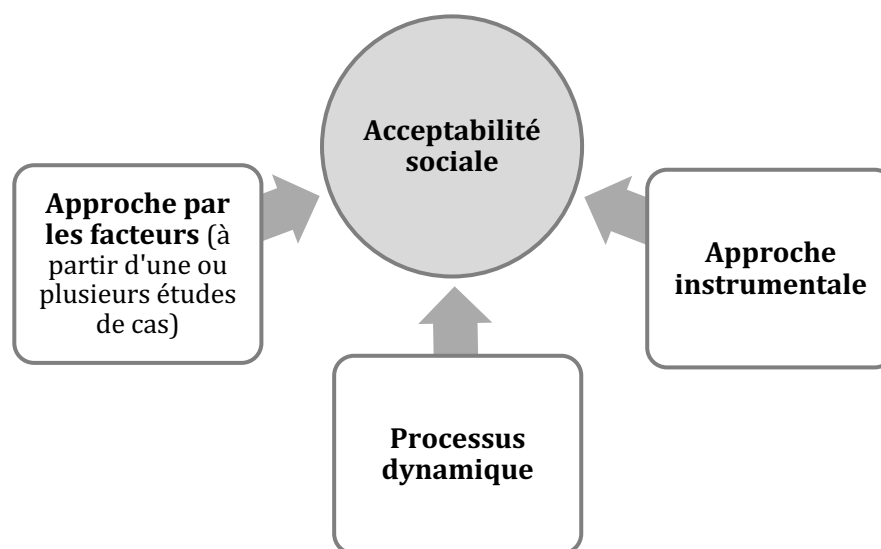 Acceptabilité
sociale
Approche par
les facteurs (à
partir d'une ou
plusieurs études
de cas)
Approche
instrumentale
Processus
dynamique